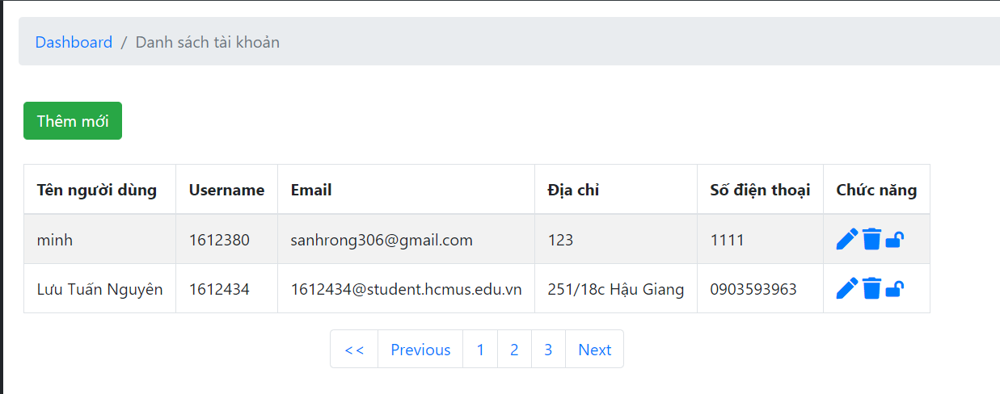 Dashboard / Danh sách tài khoản
Thêm mới
Tên người dùng Username Email Địa chỉ Số điện thoại Chức năng
minh 1612380 sanhrong306@gmail.com 123 1111
Lưu Tuấn Nguyên 1612434 1612434@student.hcmus.edu.vn 251/18c Hậu Giang 0903593963
<< Previous 1 2 3 Next